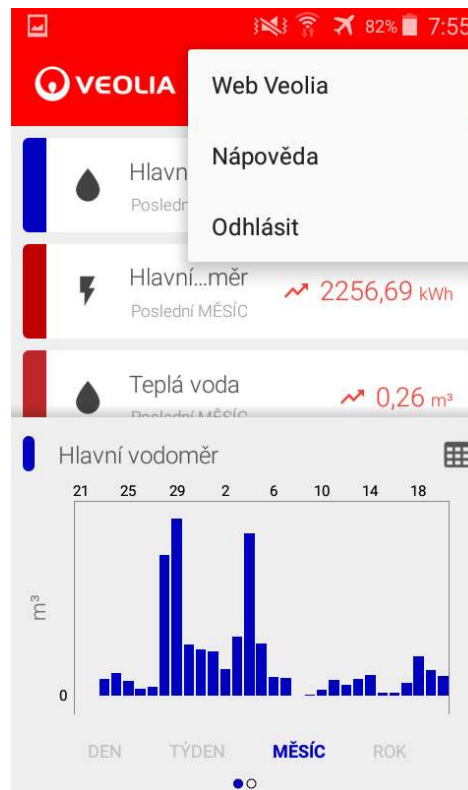 82% 7:55
VEOLIA
Web Veolia
Nápověda
Odhlásit
Hlavn
Posledn
Hlavní...měr
2256,69 kWh
Poslední MĚSÍC
Teplá voda
0,26 m³
Poslední MĚSÍC
Hlavní vodoměr
21 25 29 2 6 10 14 18
m³
0
DEN TÝDEN MĚSÍC ROK